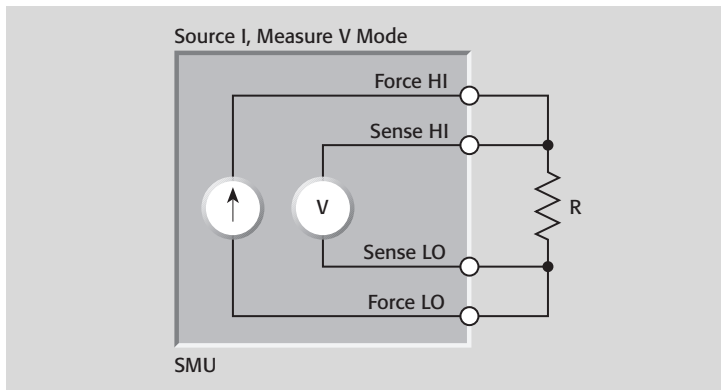 Source I, Measure V Mode
Force HI
Sense HI
V
R
Sense LO
Force LO
SMU